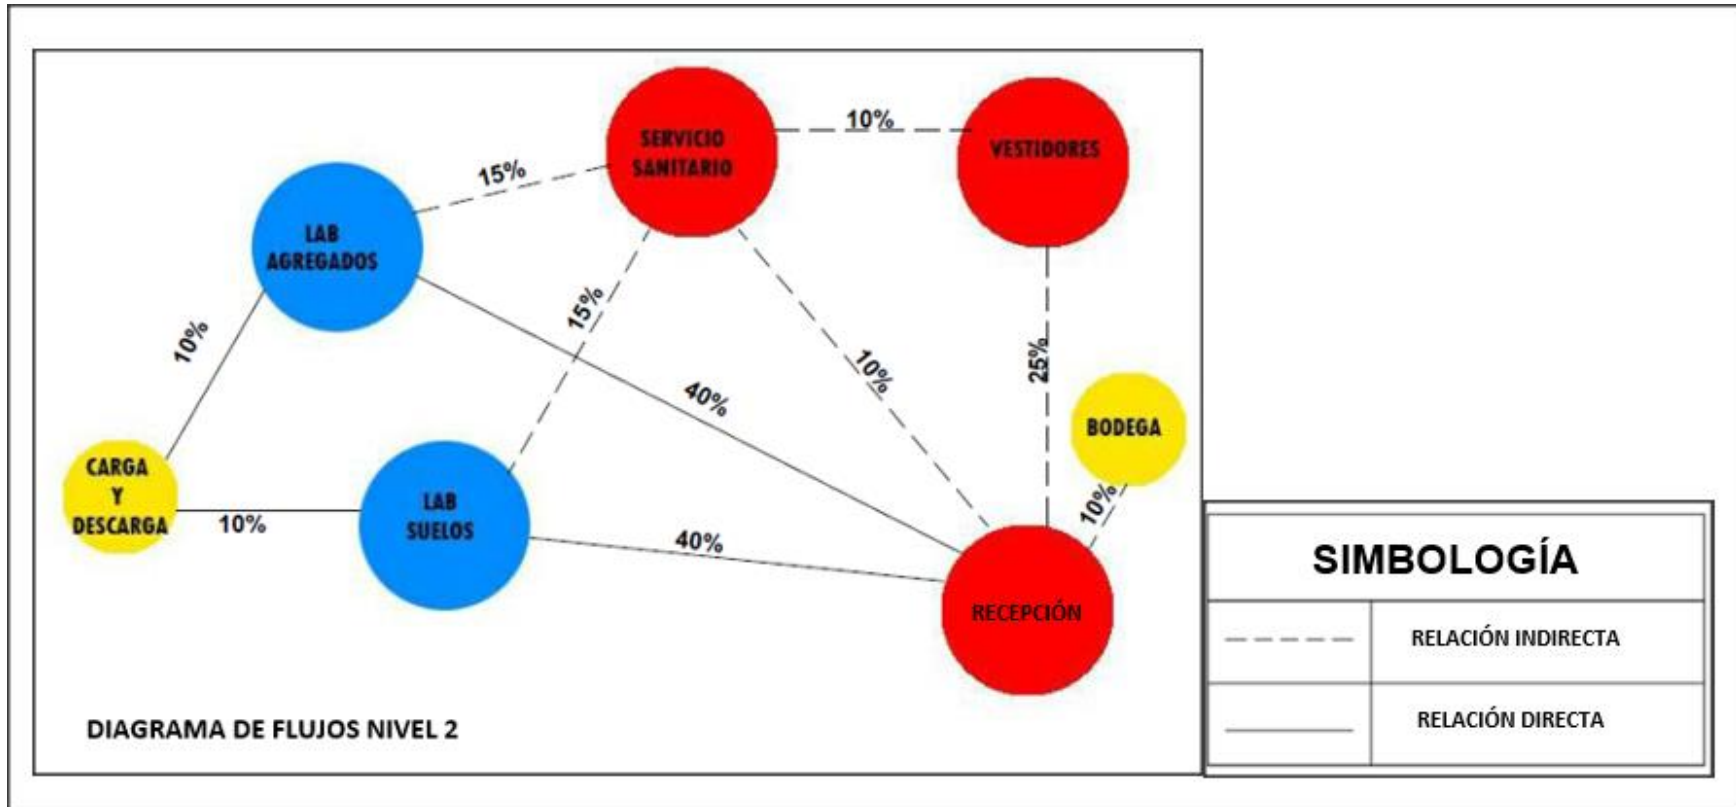 SERVICIO
SANITARIO
10%
VESTIDORES
15%
LAB
AGREGADOS
15%
10%
10%
25%
40%
BODEGA
CARGA
Y
DESCARGA
10%
LAB
SUELOS
40%
10%
RECEPCIÓN
DIAGRAMA DE FLUJOS NIVEL 2
SIMBOLOGÍA
RELACIÓN INDIRECTA
RELACIÓN DIRECTA